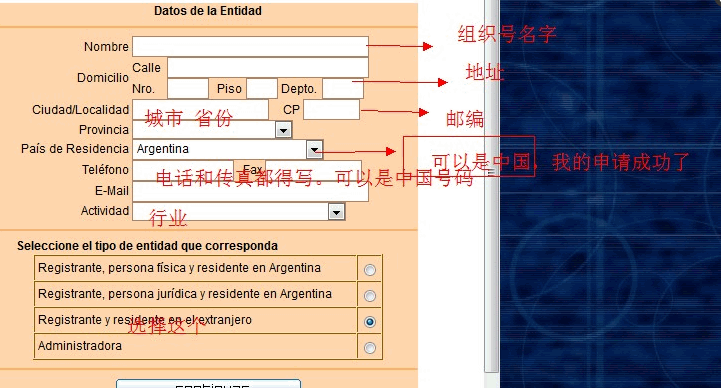 Datos de la Entidad
Nombre
组织号名字
Domicilio
Calle
地址
Nro. Piso Depto.
Ciudad/Localidad 城市 省份 CP
邮编
Provincia
País de Residencia Argentina
可以是中国，我的申请成功了
Teléfono Fax
电话和传真都得写。可以是中国号码
E-Mail
Actividad 行业
Seleccione el tipo de entidad que corresponda
Registrante, persona física y residente en Argentina
Registrante, persona jurídica y residente en Argentina
Registrante y residente en el extranjero
选择这个
Administradora